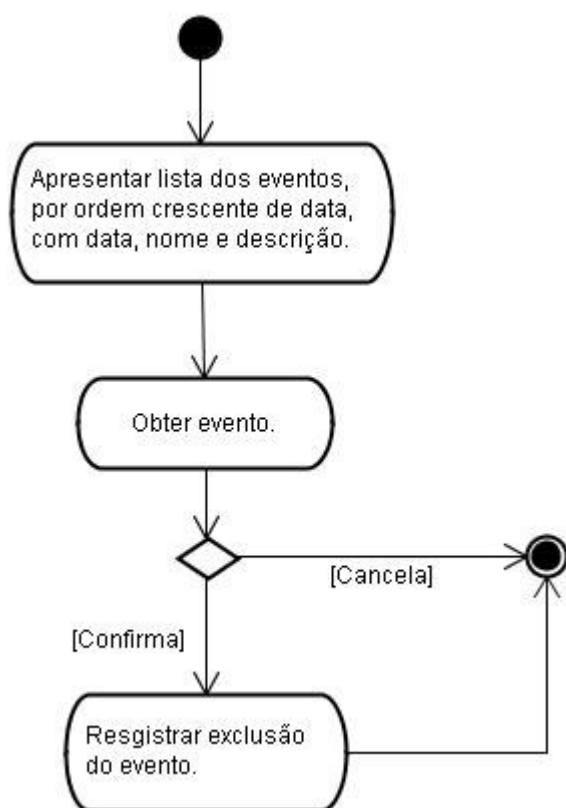 Apresentar lista dos eventos,
por ordem crescente de data,
com data, nome e descrição.
Obter evento.
[Cancela]
[Confirma]
Resgistrar exclusão
do evento.